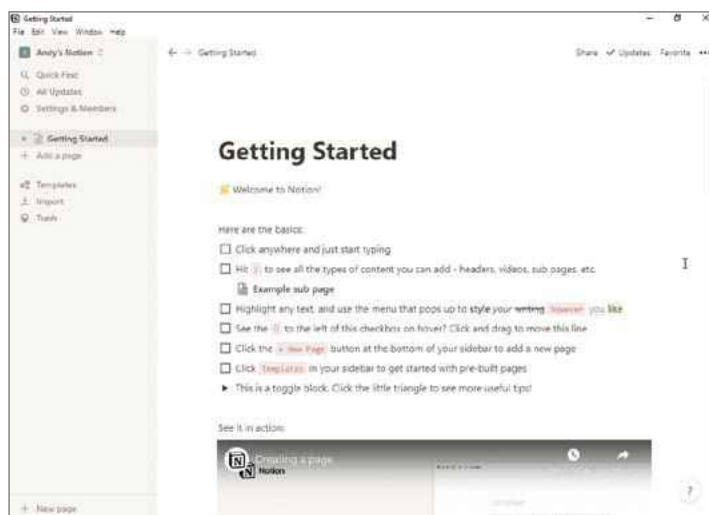 Getting Started
File Edit View Window Help
Andy's Notion
← → Getting Started
Share ✓ Updates Favorite •••
Quick Find
All Updates
Settings & Members
Getting Started
+ Add a page
Templates
Import
Trash
Getting Started
👋 Welcome to Notion!
Here are the basics:
Click anywhere and just start typing
Hit / to see all the types of content you can add - headers, videos, sub pages, etc.
Example sub page
Highlight any text, and use the menu that pops up to style your writing however you like
See the ⋮⋮ to the left of this checkbox on hover? Click and drag to move this line
Click the + New Page button at the bottom of your sidebar to add a new page
Click Templates in your sidebar to get started with pre-built pages
This is a toggle block. Click the little triangle to see more useful tips!
See it in action:
Creating a page
Notion
+ New page
?